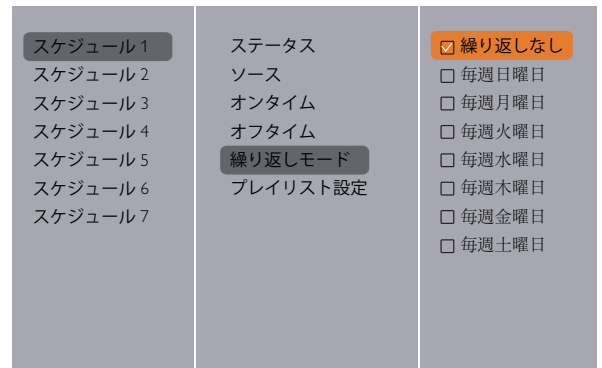 スケジュール 1
スケジュール 2
スケジュール 3
スケジュール 4
スケジュール 5
スケジュール 6
スケジュール 7
ステータス
ソース
オンタイム
オフタイム
繰り返しモード
プレイリスト設定
繰り返しなし
毎週日曜日
毎週月曜日
毎週火曜日
毎週水曜日
毎週木曜日
毎週金曜日
毎週土曜日